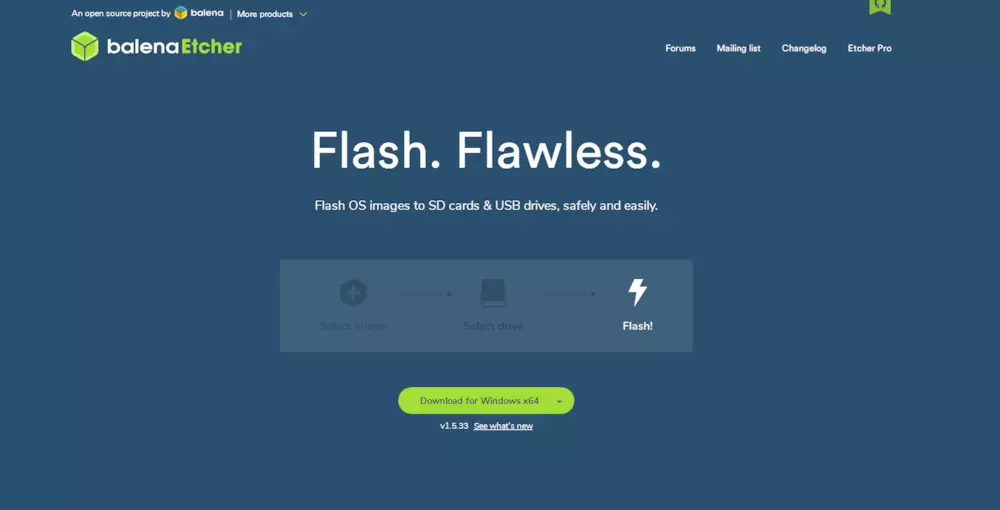 An open source project by balena | More products
balenaEtcher
Forums Mailing list Changelog Etcher Pro
Flash. Flawless.
Flash OS images to SD cards & USB drives, safely and easily.
Select image Select drive Flash!
Download for Windows x64
v1.5.33 See what's new